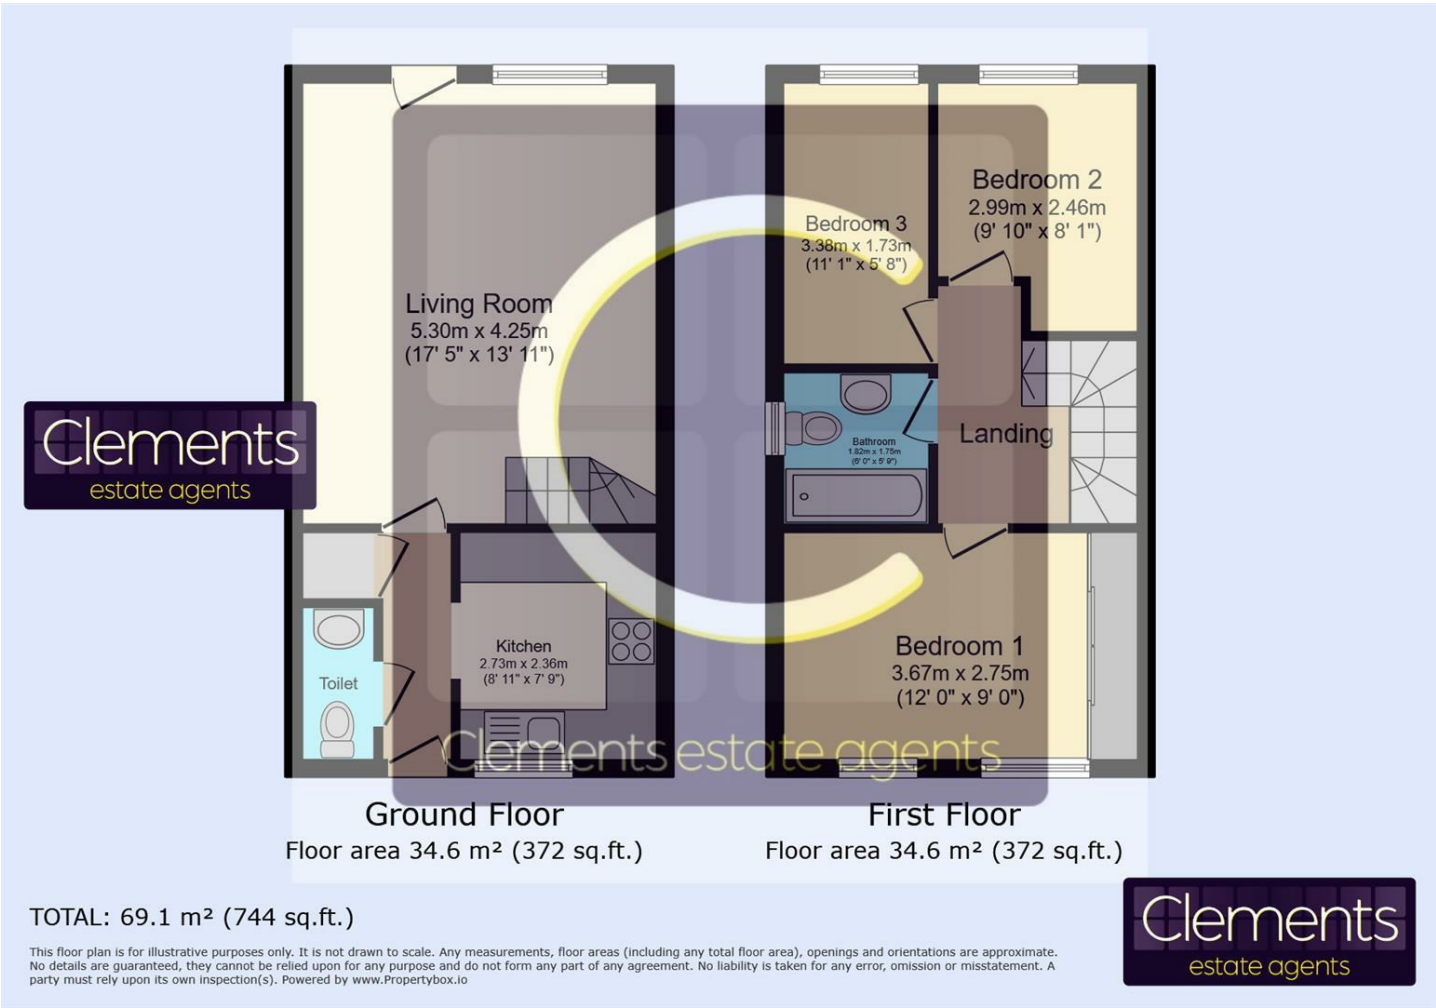 Bedroom 2
2.99m x 2.46m
(9' 10" x 8' 1")
Bedroom 3
3.38m x 1.73m
(11' 1" x 5' 8")
Living Room
5.30m x 4.25m
(17' 5" x 13' 11")
Clements
estate agents
Landing
Bathroom
1.82m x 1.75m
(6' 0" x 5' 9")
Kitchen
2.73m x 2.36m
(8' 11" x 7' 9")
Toilet
Bedroom 1
3.67m x 2.75m
(12' 0" x 9' 0")
Clements estate agents
Ground Floor
Floor area 34.6 m² (372 sq.ft.)
First Floor
Floor area 34.6 m² (372 sq.ft.)
TOTAL: 69.1 m² (744 sq.ft.)
Clements
estate agents
This floor plan is for illustrative purposes only. It is not drawn to scale. Any measurements, floor areas (including any total floor area), openings and orientations are approximate.
No details are guaranteed, they cannot be relied upon for any purpose and do not form any part of any agreement. No liability is taken for any error, omission or misstatement. A
party must rely upon its own inspection(s). Powered by www.Propertybox.io